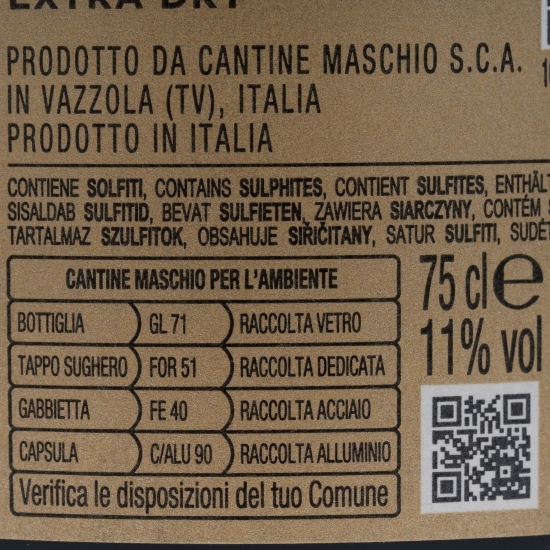 EXTRA DRY
PRODOTTO DA CANTINE MASCHIO S.C.A.
IN VAZZOLA (TV), ITALIA
PRODOTTO IN ITALIA
CONTIENE SOLFITI, CONTAINS SULPHITES, CONTIENT SULFITES, ENTHÄLT
SISALDAB SULFITID, BEVAT SULFIETEN, ZAWIERA SIARCZYNY, CONTÉM
TARTALMAZ SZULFITOK, OBSAHUJE SIŘIČITANY, SATUR SULFITI,
CANTINE MASCHIO PER L'AMBIENTE
BOTTIGLIA GL 71 RACCOLTA VETRO
TAPPO SUGHERO FOR 51 RACCOLTA DEDICATA
GABBIETTA FE 40 RACCOLTA ACCIAIO
CAPSULA C/ALU 90 RACCOLTA ALLUMINIO
Verifica le disposizioni del tuo Comune
75 cl e
11% vol